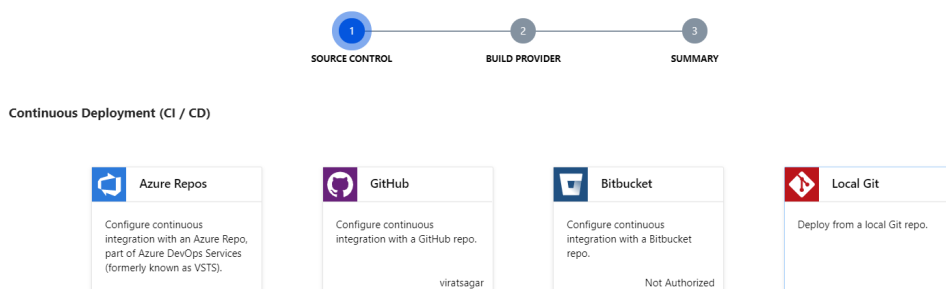 1
2
3
SOURCE CONTROL
BUILD PROVIDER
SUMMARY
Continuous Deployment (CI / CD)
Azure Repos
Configure continuous
integration with an Azure Repo,
part of Azure DevOps Services
(formerly known as VSTS).
GitHub
Configure continuous
integration with a GitHub repo.
viratsagar
Bitbucket
Configure continuous
integration with a Bitbucket
repo.
Not Authorized
Local Git
Deploy from a local Git repo.